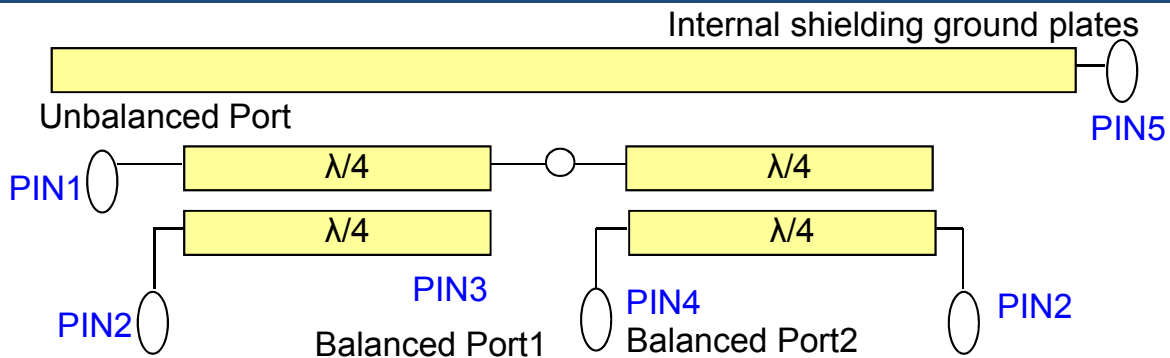 Internal shielding ground plates
PIN5
Unbalanced Port
PIN1
λ/4
λ/4
λ/4
λ/4
PIN2
PIN3
PIN4
PIN2
Balanced Port1
Balanced Port2